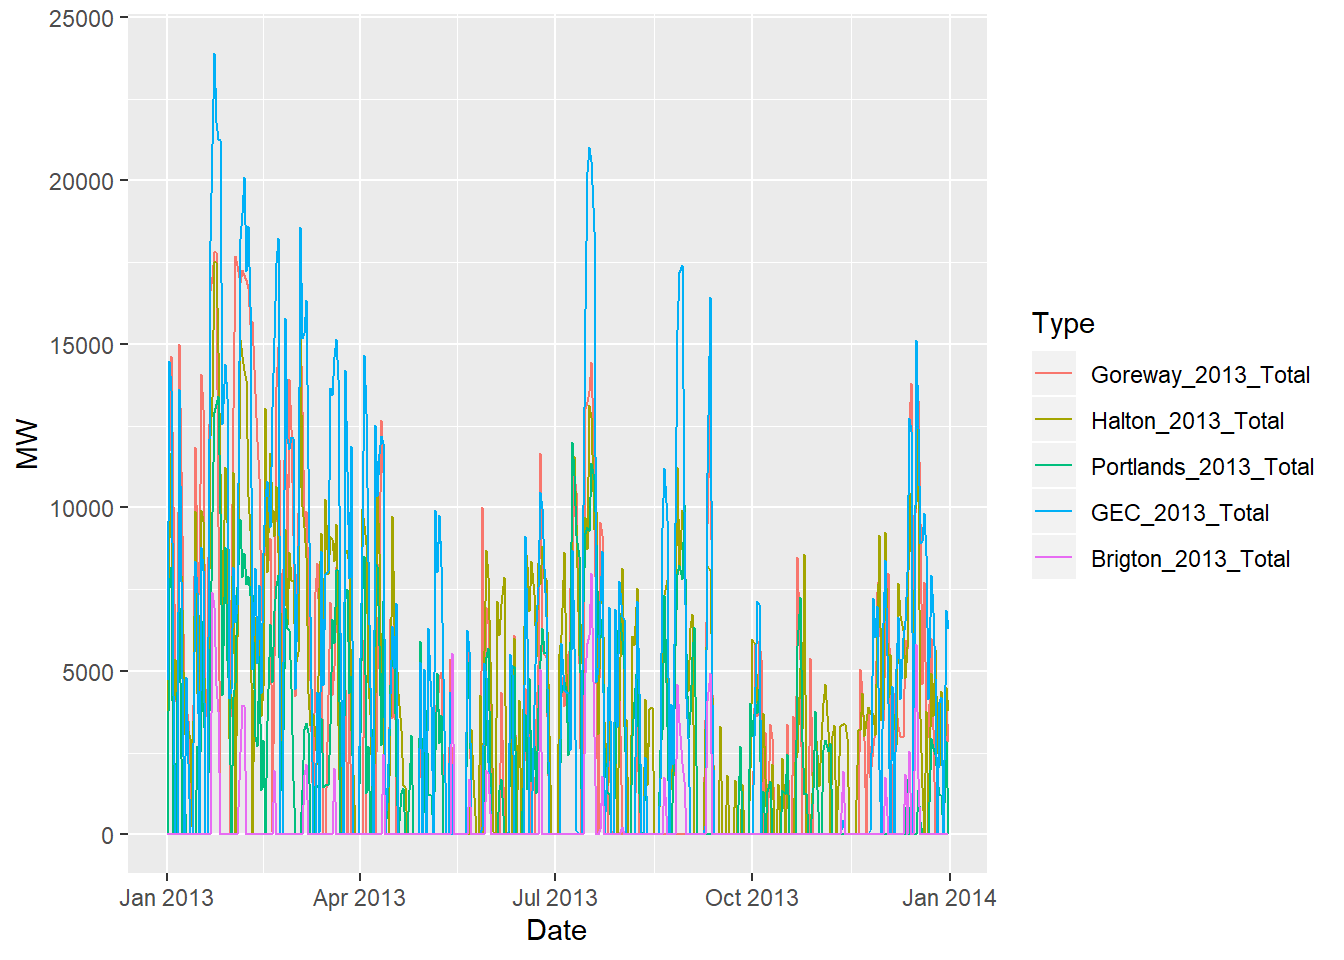 25000
20000
15000
10000
5000
0
MW
Jan 2013
Apr 2013
Jul 2013
Oct 2013
Jan 2014
Date
Type
Goreway_2013_Total
Halton_2013_Total
Portlands_2013_Total
GEC_2013_Total
Brigton_2013_Total